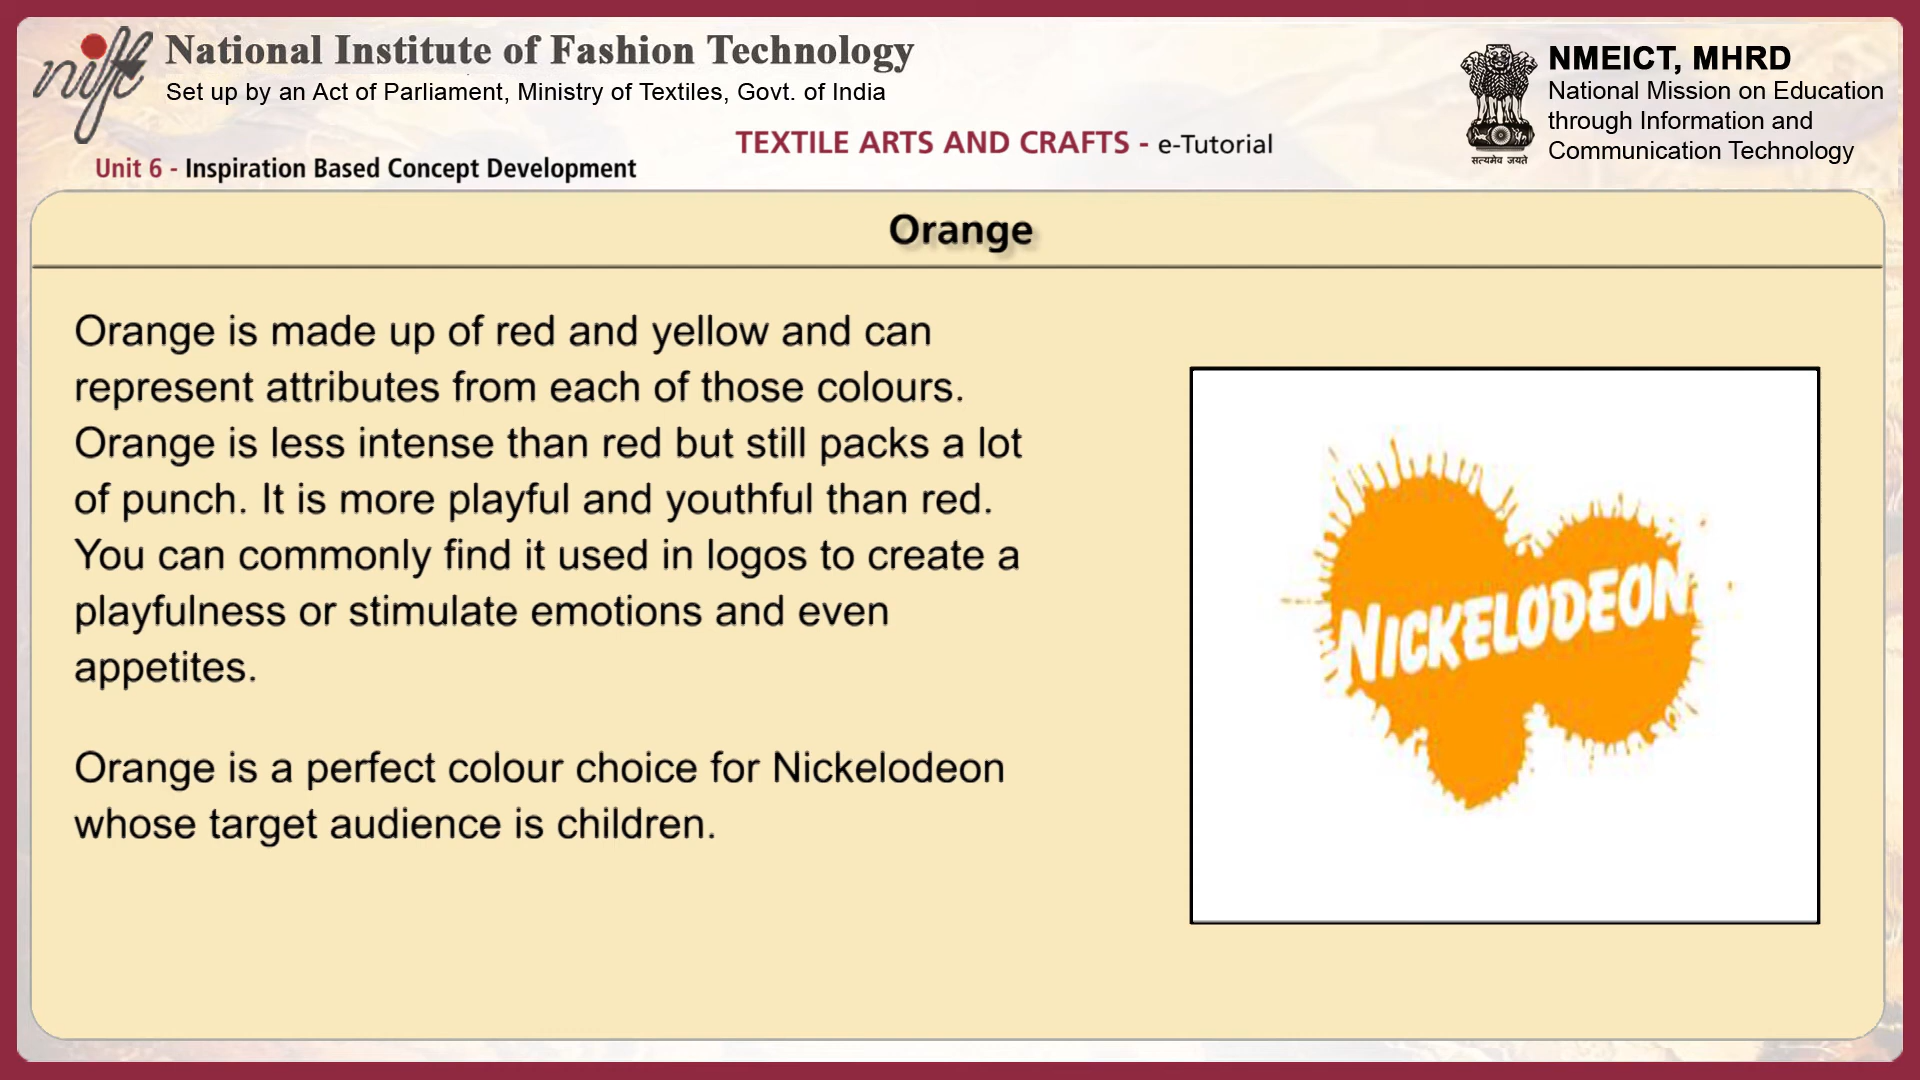 nift
National Institute of Fashion Technology
Set up by an Act of Parliament, Ministry of Textiles, Govt. of India
NMEICT, MHRD
National Mission on Education
through Information and
Communication Technology
सत्यमेव जयते
TEXTILE ARTS AND CRAFTS - e-Tutorial
Unit 6 - Inspiration Based Concept Development
Orange
Orange is made up of red and yellow and can
represent attributes from each of those colours.
Orange is less intense than red but still packs a lot
of punch. It is more playful and youthful than red.
You can commonly find it used in logos to create a
playfulness or stimulate emotions and even
appetites.
Orange is a perfect colour choice for Nickelodeon
whose target audience is children.
NICKELODEON